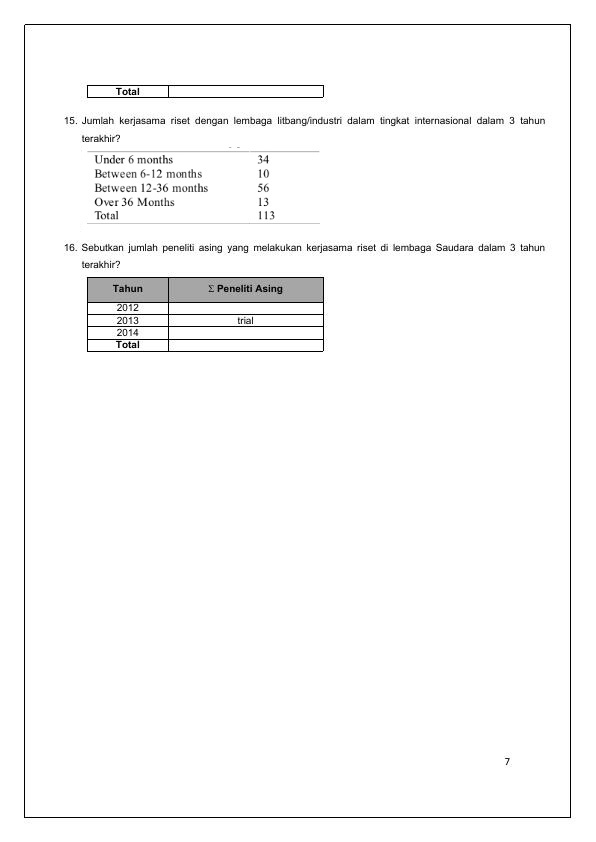 Total
15. Jumlah kerjasama riset dengan lembaga litbang/industri dalam tingkat internasional dalam 3 tahun
terakhir?
Under 6 months 34
Between 6-12 months 10
Between 12-36 months 56
Over 36 Months 13
Total 113
16. Sebutkan jumlah peneliti asing yang melakukan kerjasama riset di lembaga Saudara dalam 3 tahun
terakhir?
Tahun Σ Peneliti Asing
2012
2013 trial
2014
Total
7